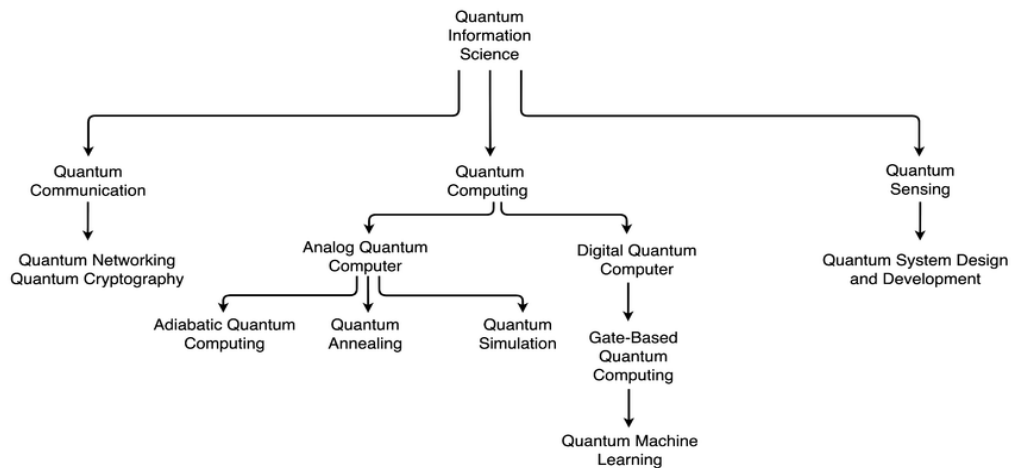 Quantum
Information
Science
Quantum
Communication
Quantum
Computing
Quantum
Sensing
Quantum Networking
Quantum Cryptography
Analog Quantum
Computer
Digital Quantum
Computer
Quantum System Design
and Development
Adiabatic Quantum
Computing
Quantum
Annealing
Quantum
Simulation
Gate-Based
Quantum
Computing
Quantum Machine
Learning